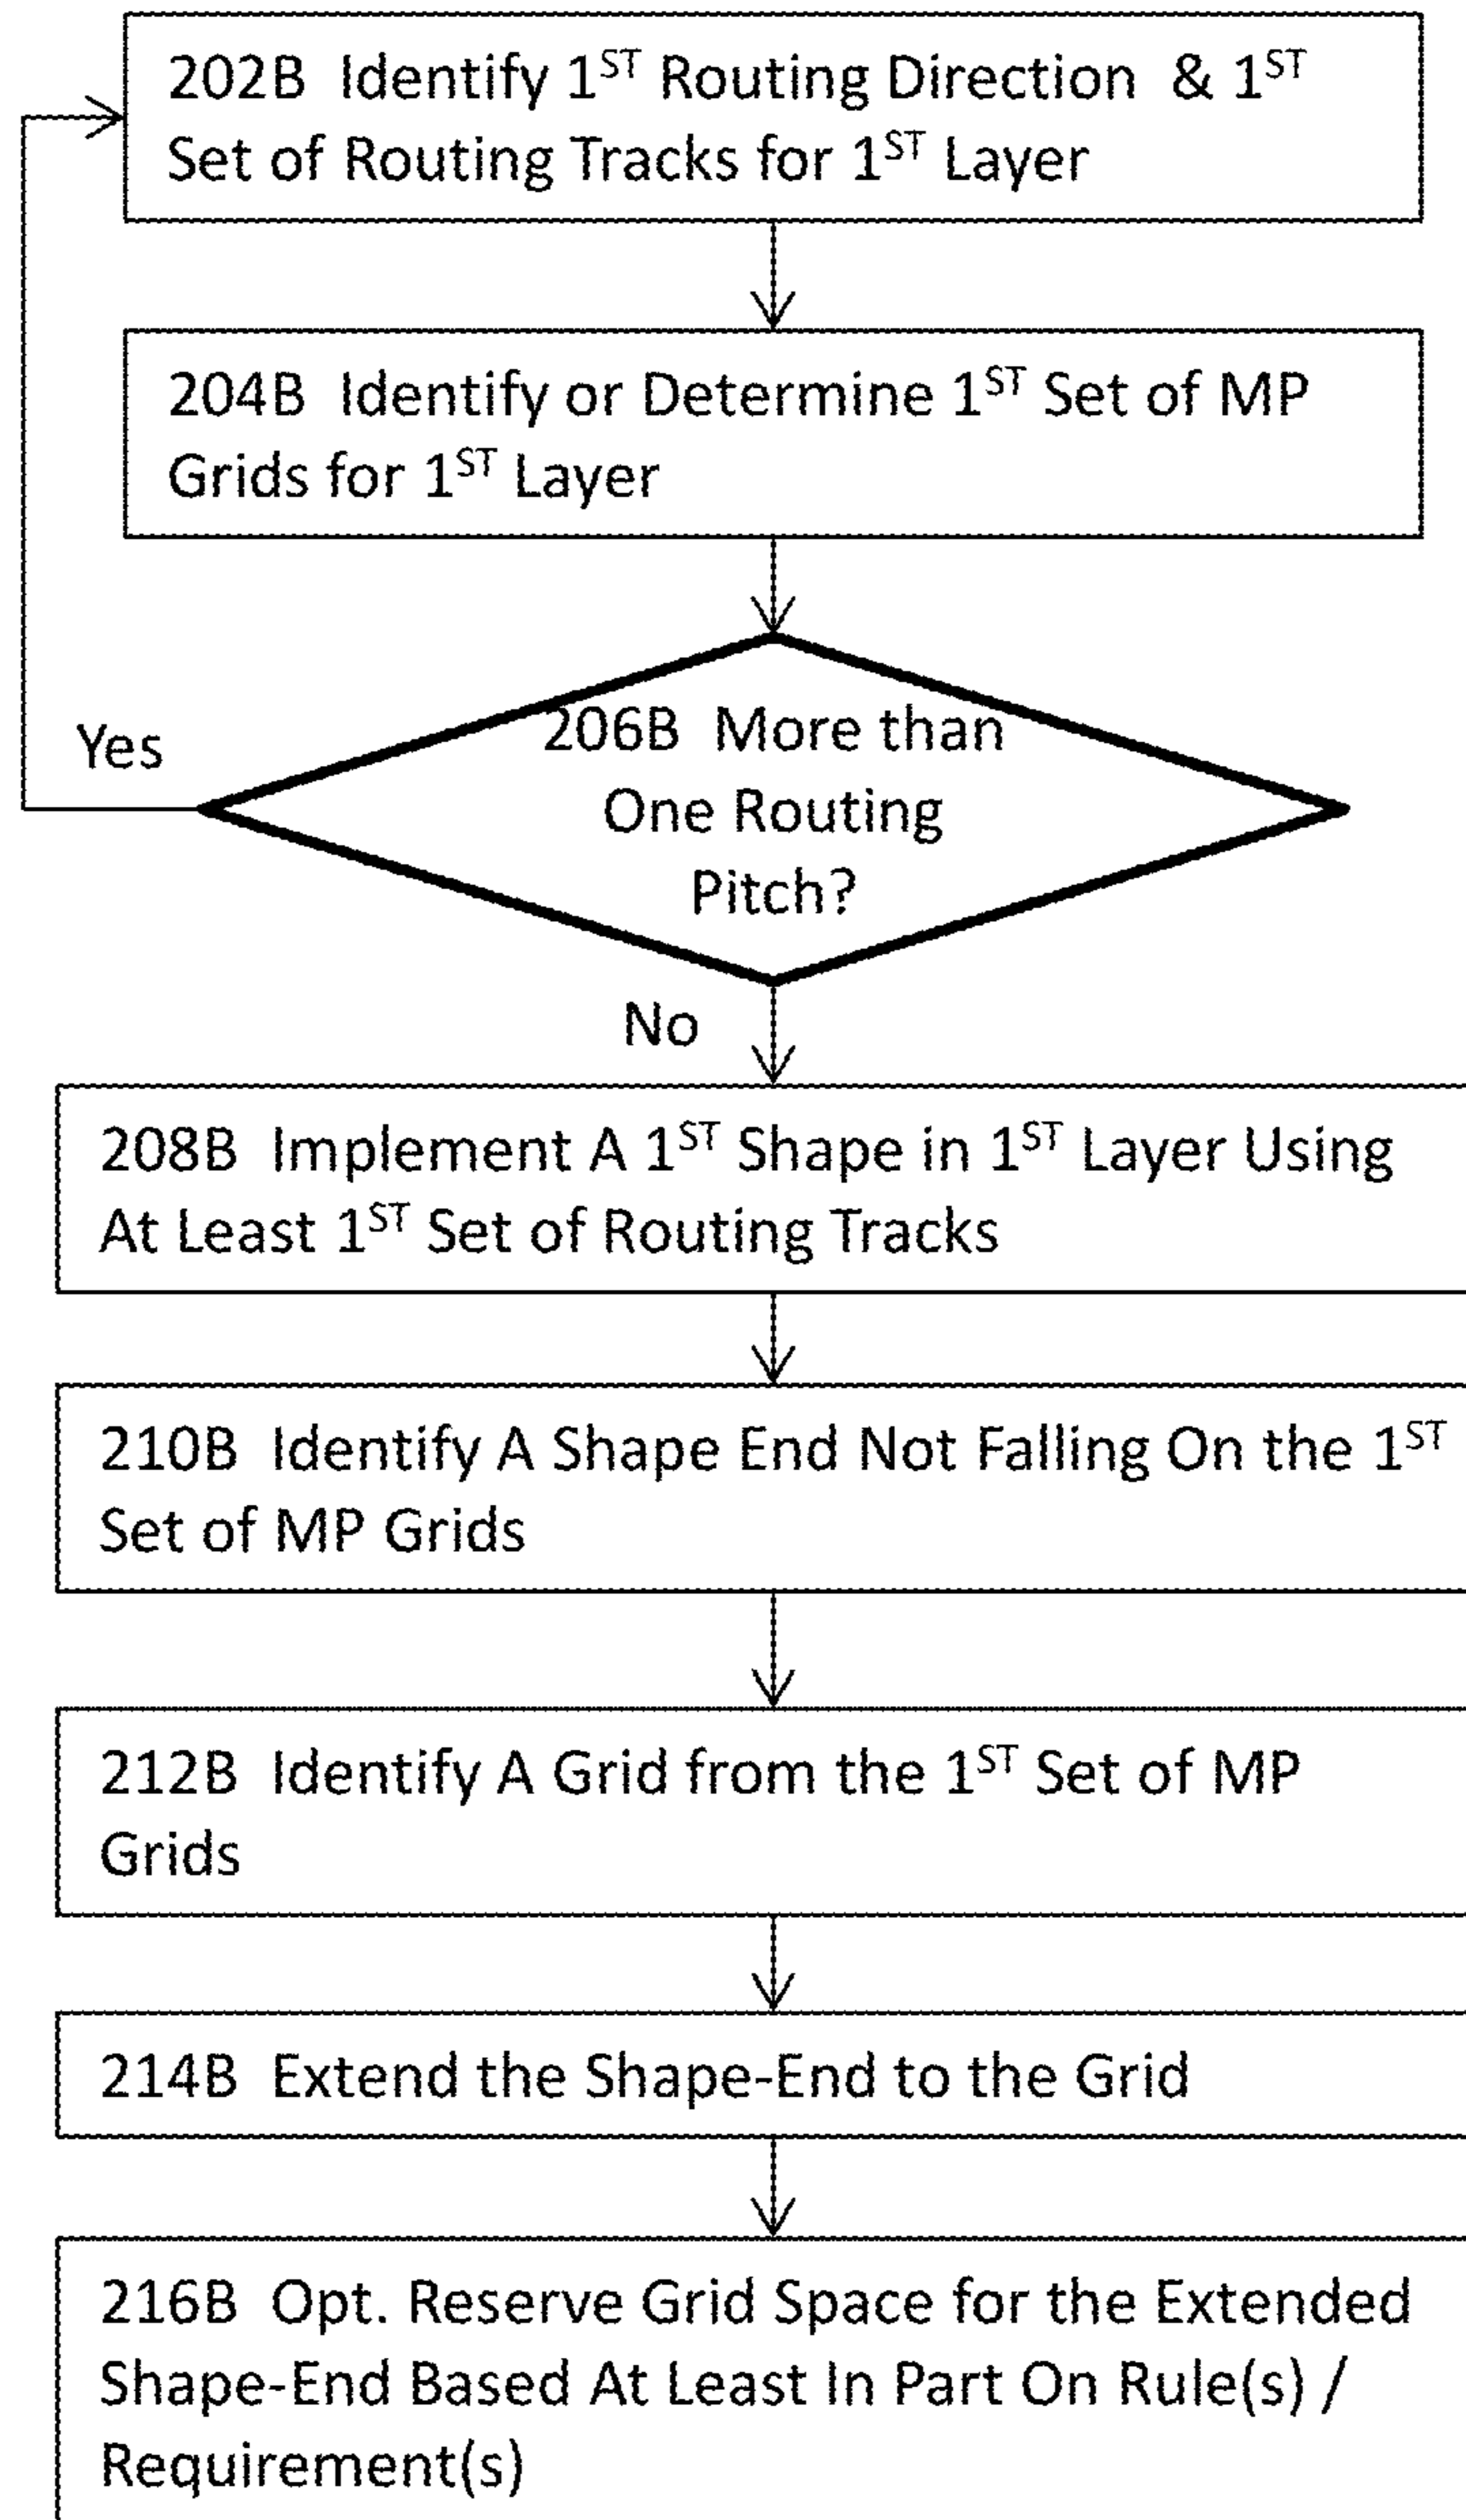 202B Identify 1ST Routing Direction & 1ST
Set of Routing Tracks for 1ST Layer
204B Identify or Determine 1ST Set of MP
Grids for 1ST Layer
206B More than
One Routing
Pitch?
Yes
No
208B Implement A 1ST Shape in 1ST Layer Using
At Least 1ST Set of Routing Tracks
210B Identify A Shape End Not Falling On the 1ST
Set of MP Grids
212B Identify A Grid from the 1ST Set of MP
Grids
214B Extend the Shape-End to the Grid
216B Opt. Reserve Grid Space for the Extended
Shape-End Based At Least In Part On Rule(s) /
Requirement(s)